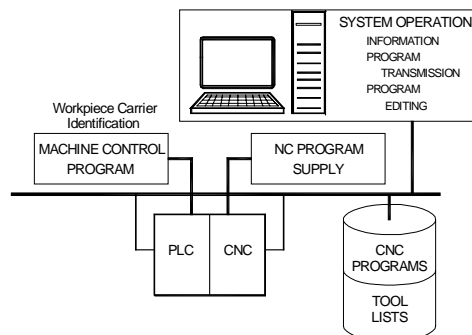 SYSTEM OPERATION
INFORMATION
PROGRAM
TRANSMISSION
PROGRAM
EDITING
Workpiece Carrier
Identification
MACHINE CONTROL
PROGRAM
NC PROGRAM
SUPPLY
PLC
CNC
CNC
PROGRAMS
TOOL
LISTS